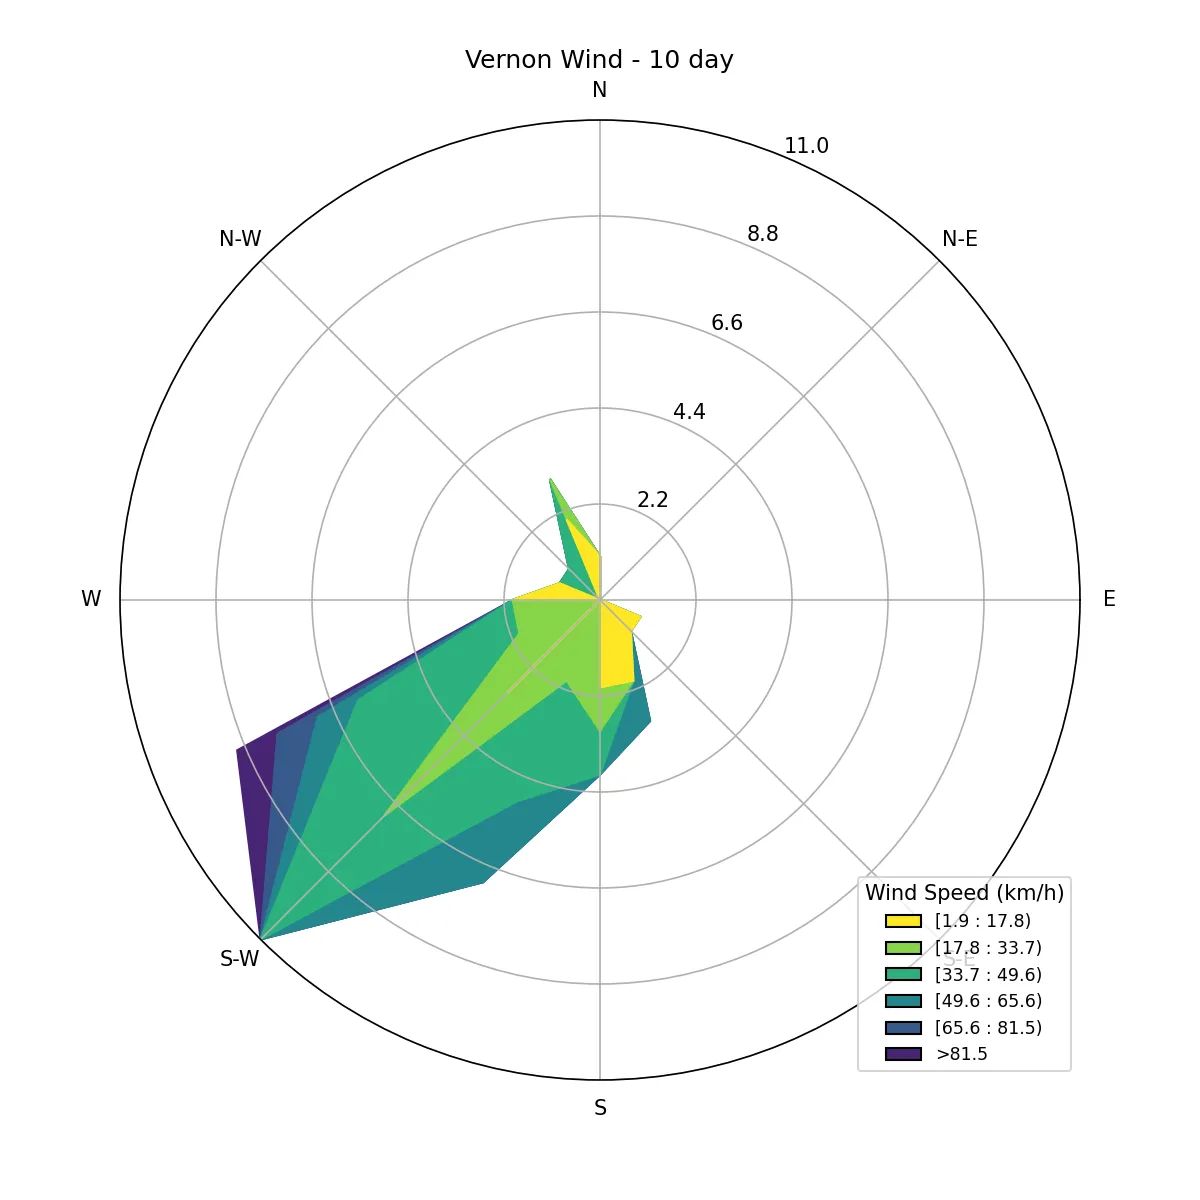 Vernon Wind - 10 day
N
11.0
N-W
8.8
N-E
6.6
4.4
2.2
W
E
S-W
S-E
Wind Speed (km/h)
[1.9 : 17.8)
[17.8 : 33.7)
[33.7 : 49.6)
[49.6 : 65.6)
[65.6 : 81.5)
>81.5
S